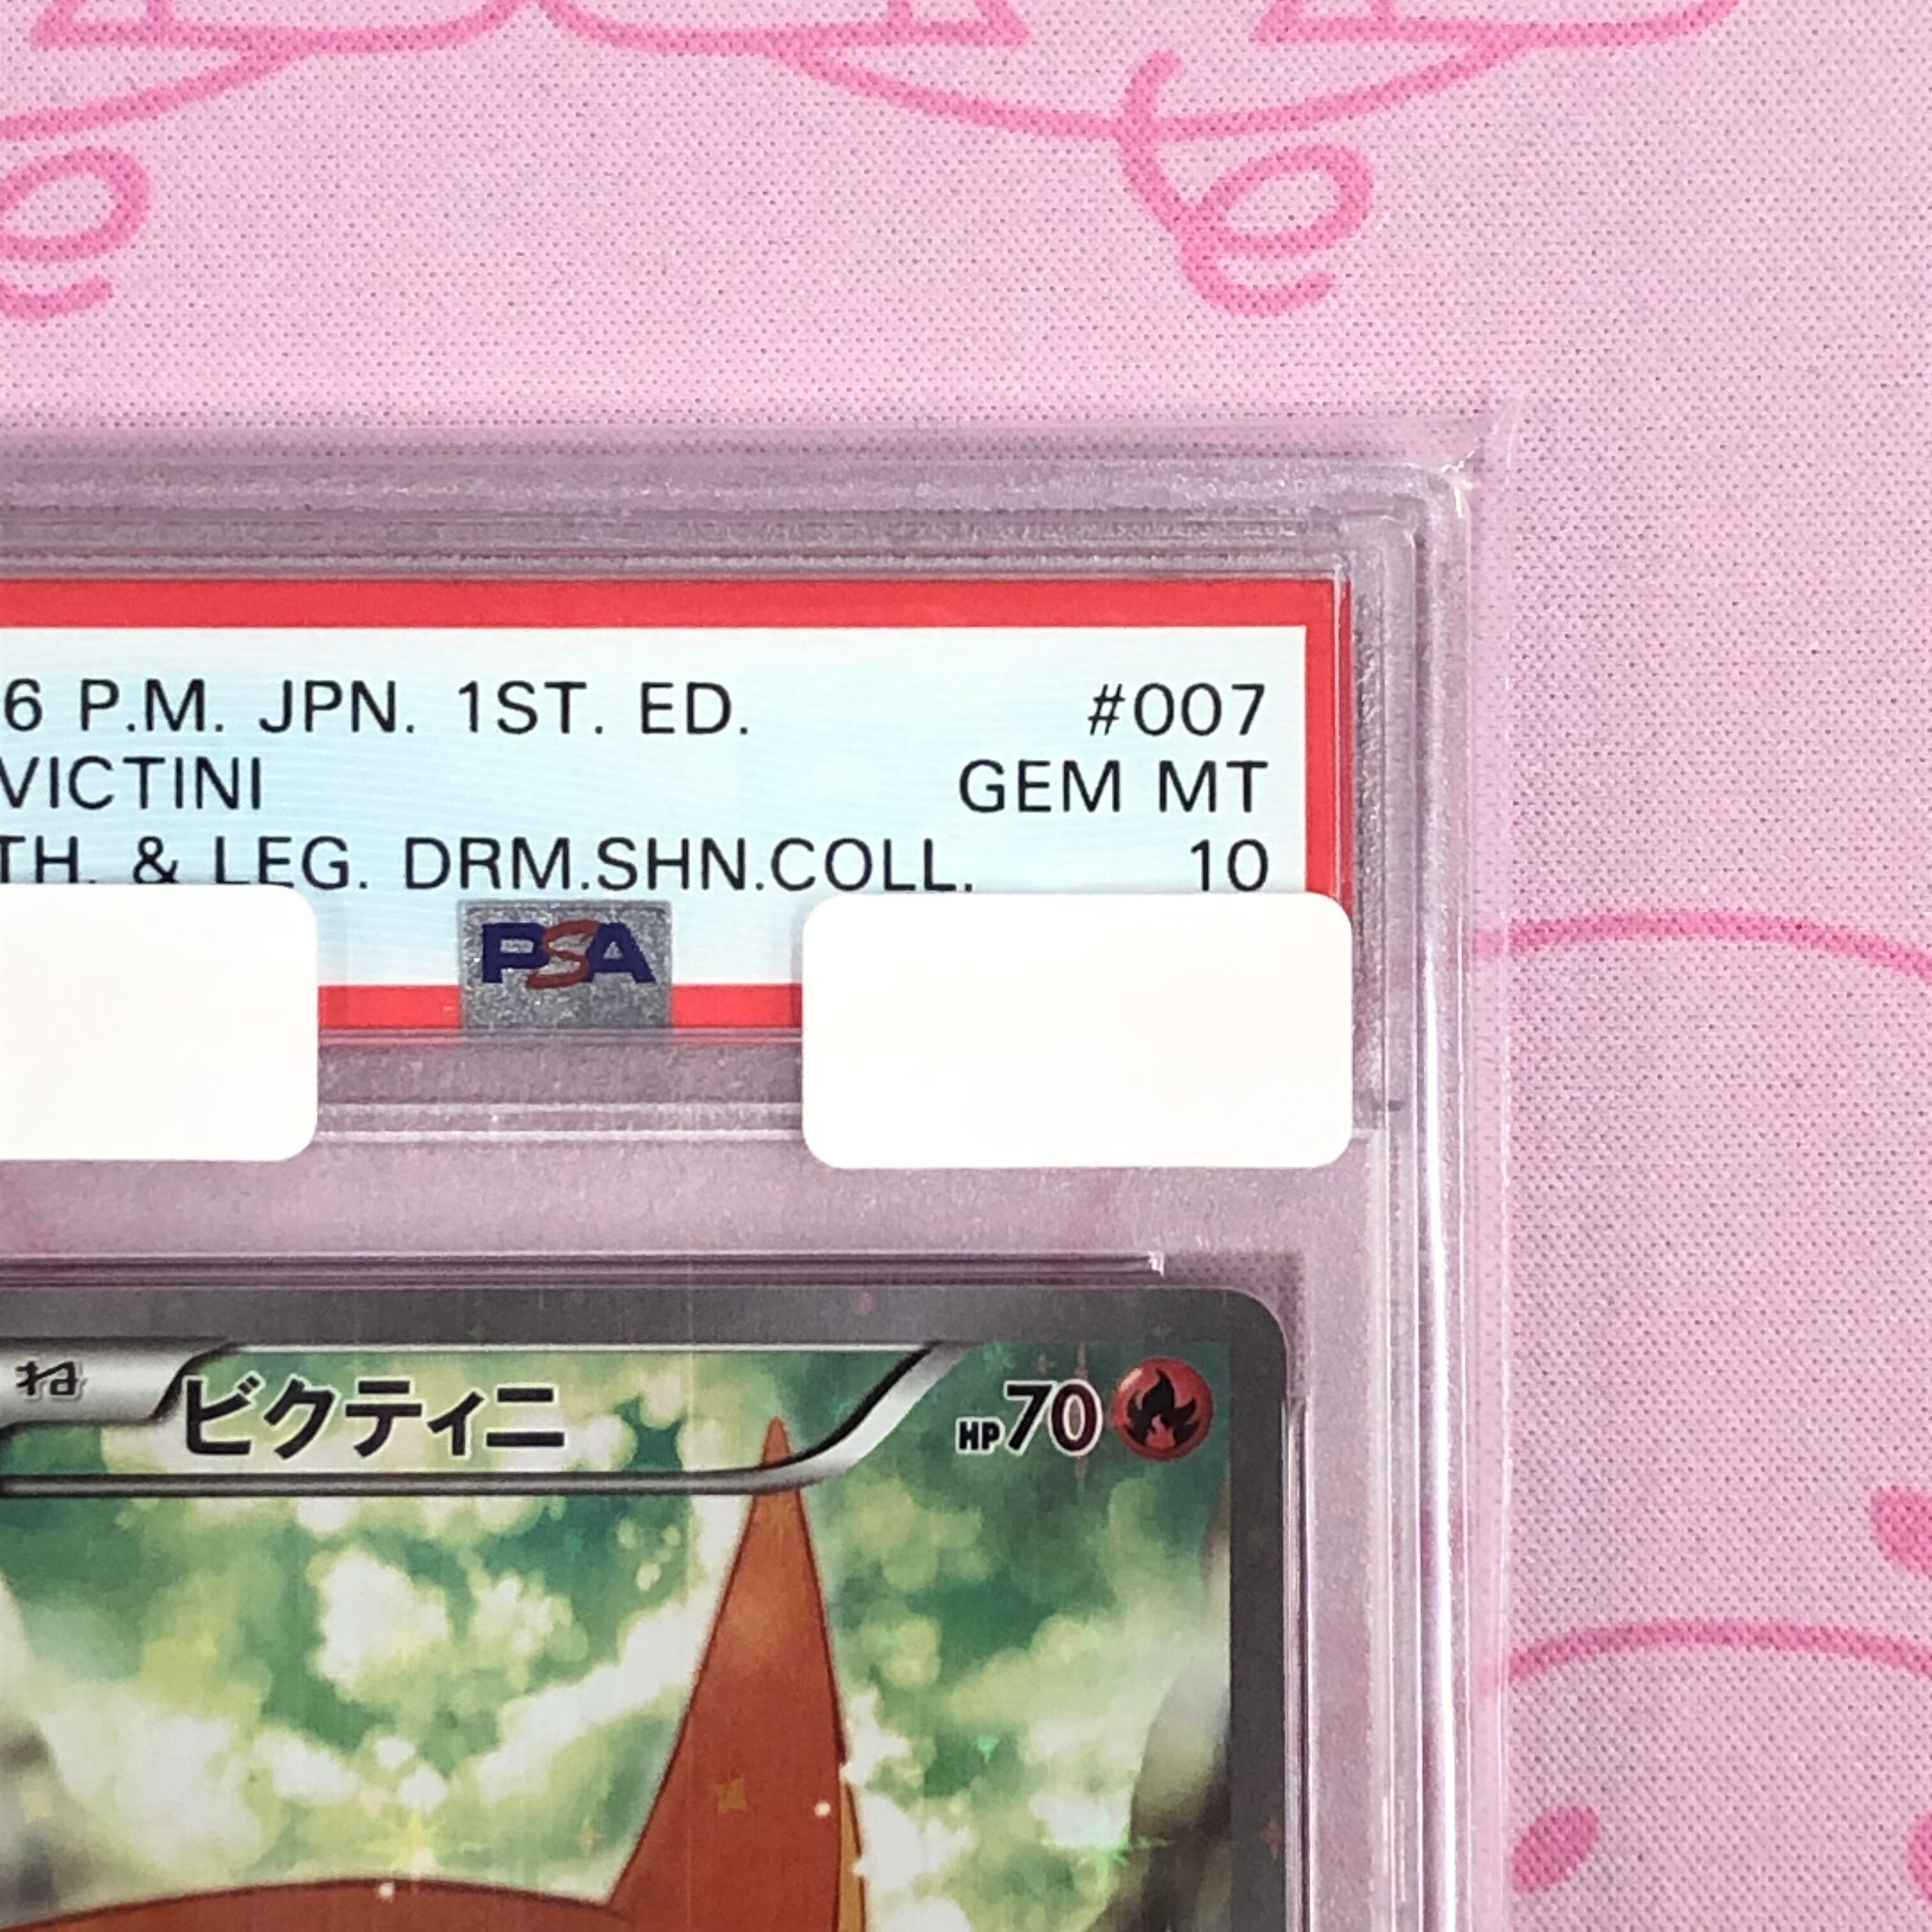 6 P.M. JPN. 1ST. ED. #007
VICTINI GEM MT
TH. & LEG. DRM.SHN.COLL. 10
PSA
ね ビクティニ HP70